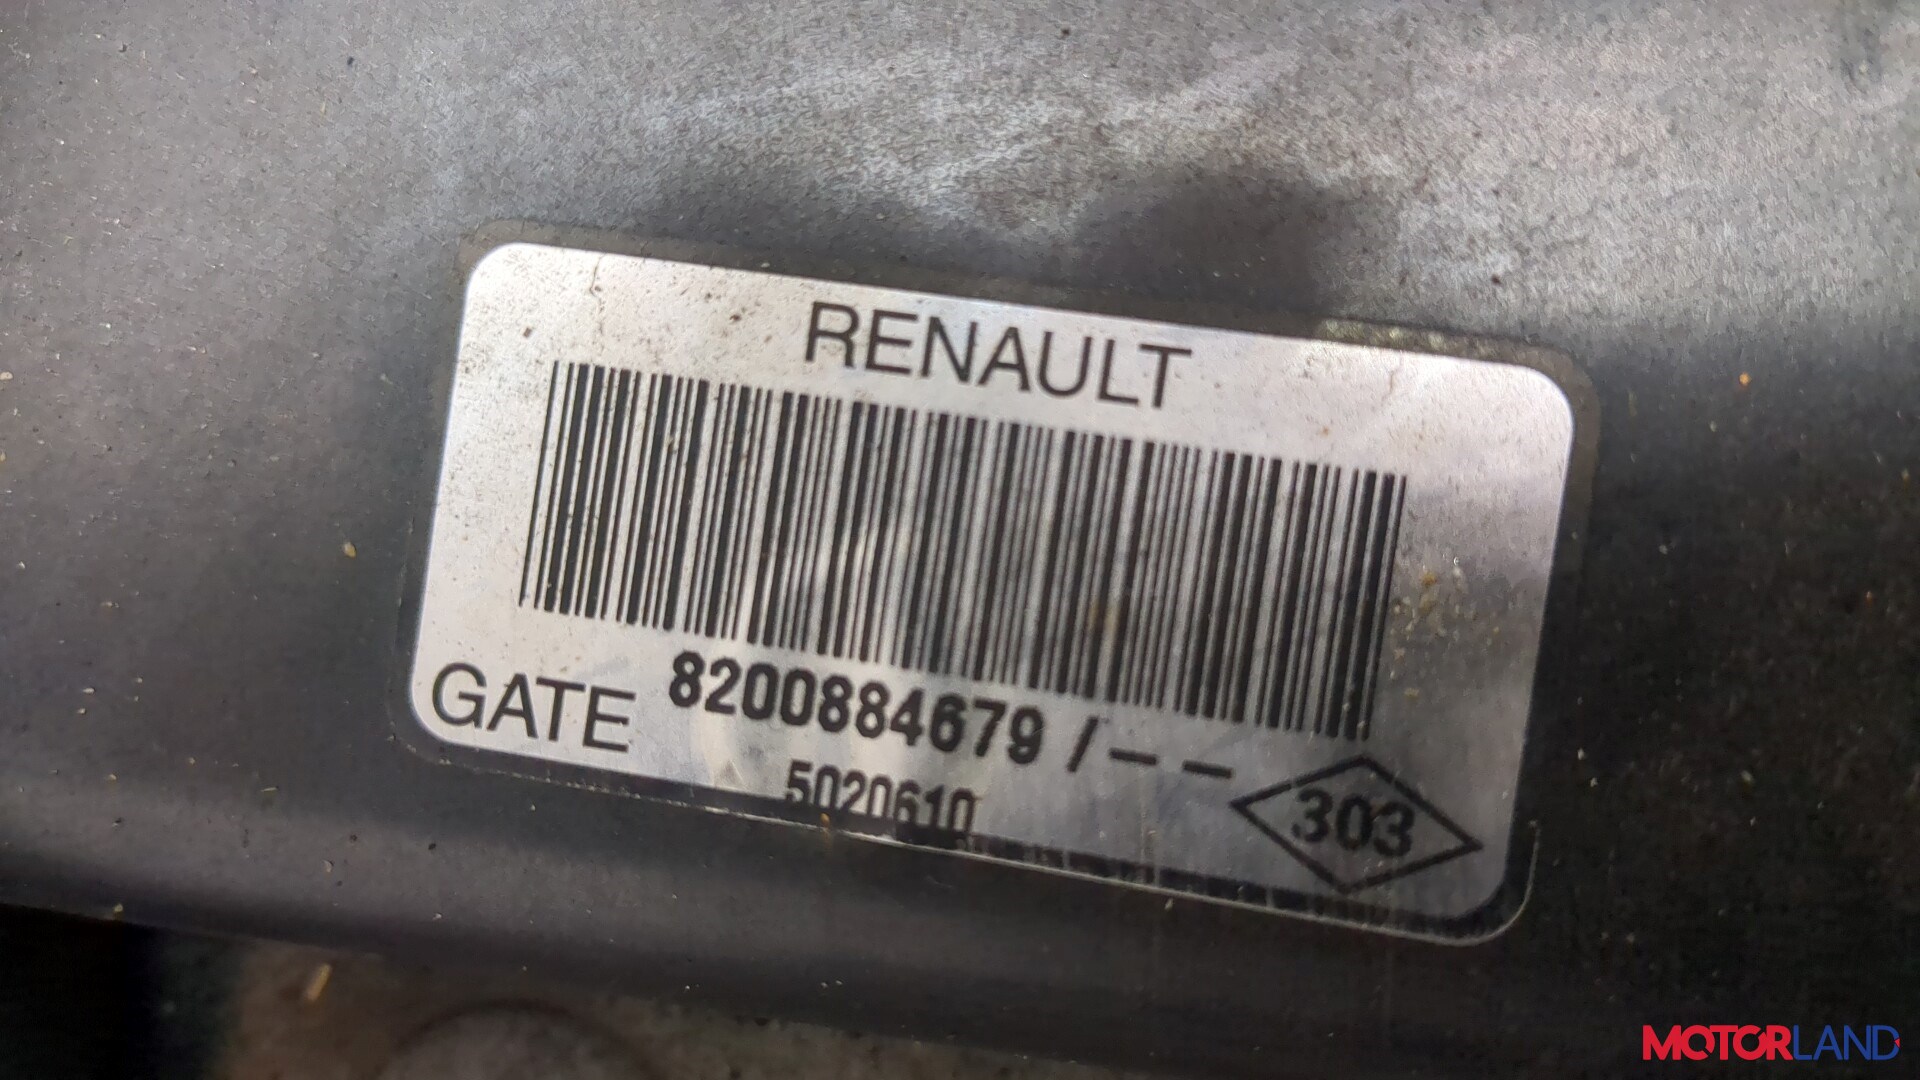 RENAULT
GATE 8200884679 / - -
5020610
303
MOTORLAND